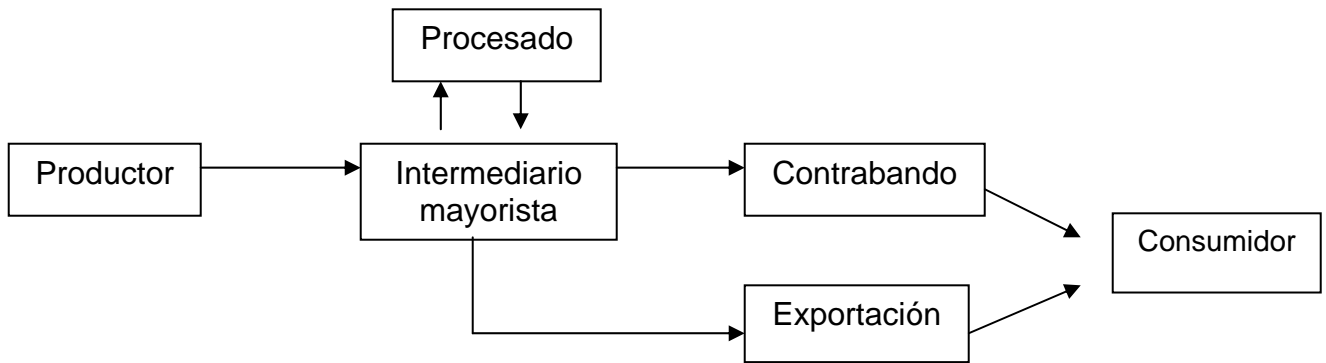 Procesado
Productor
Intermediario
mayorista
Contrabando
Consumidor
Exportación